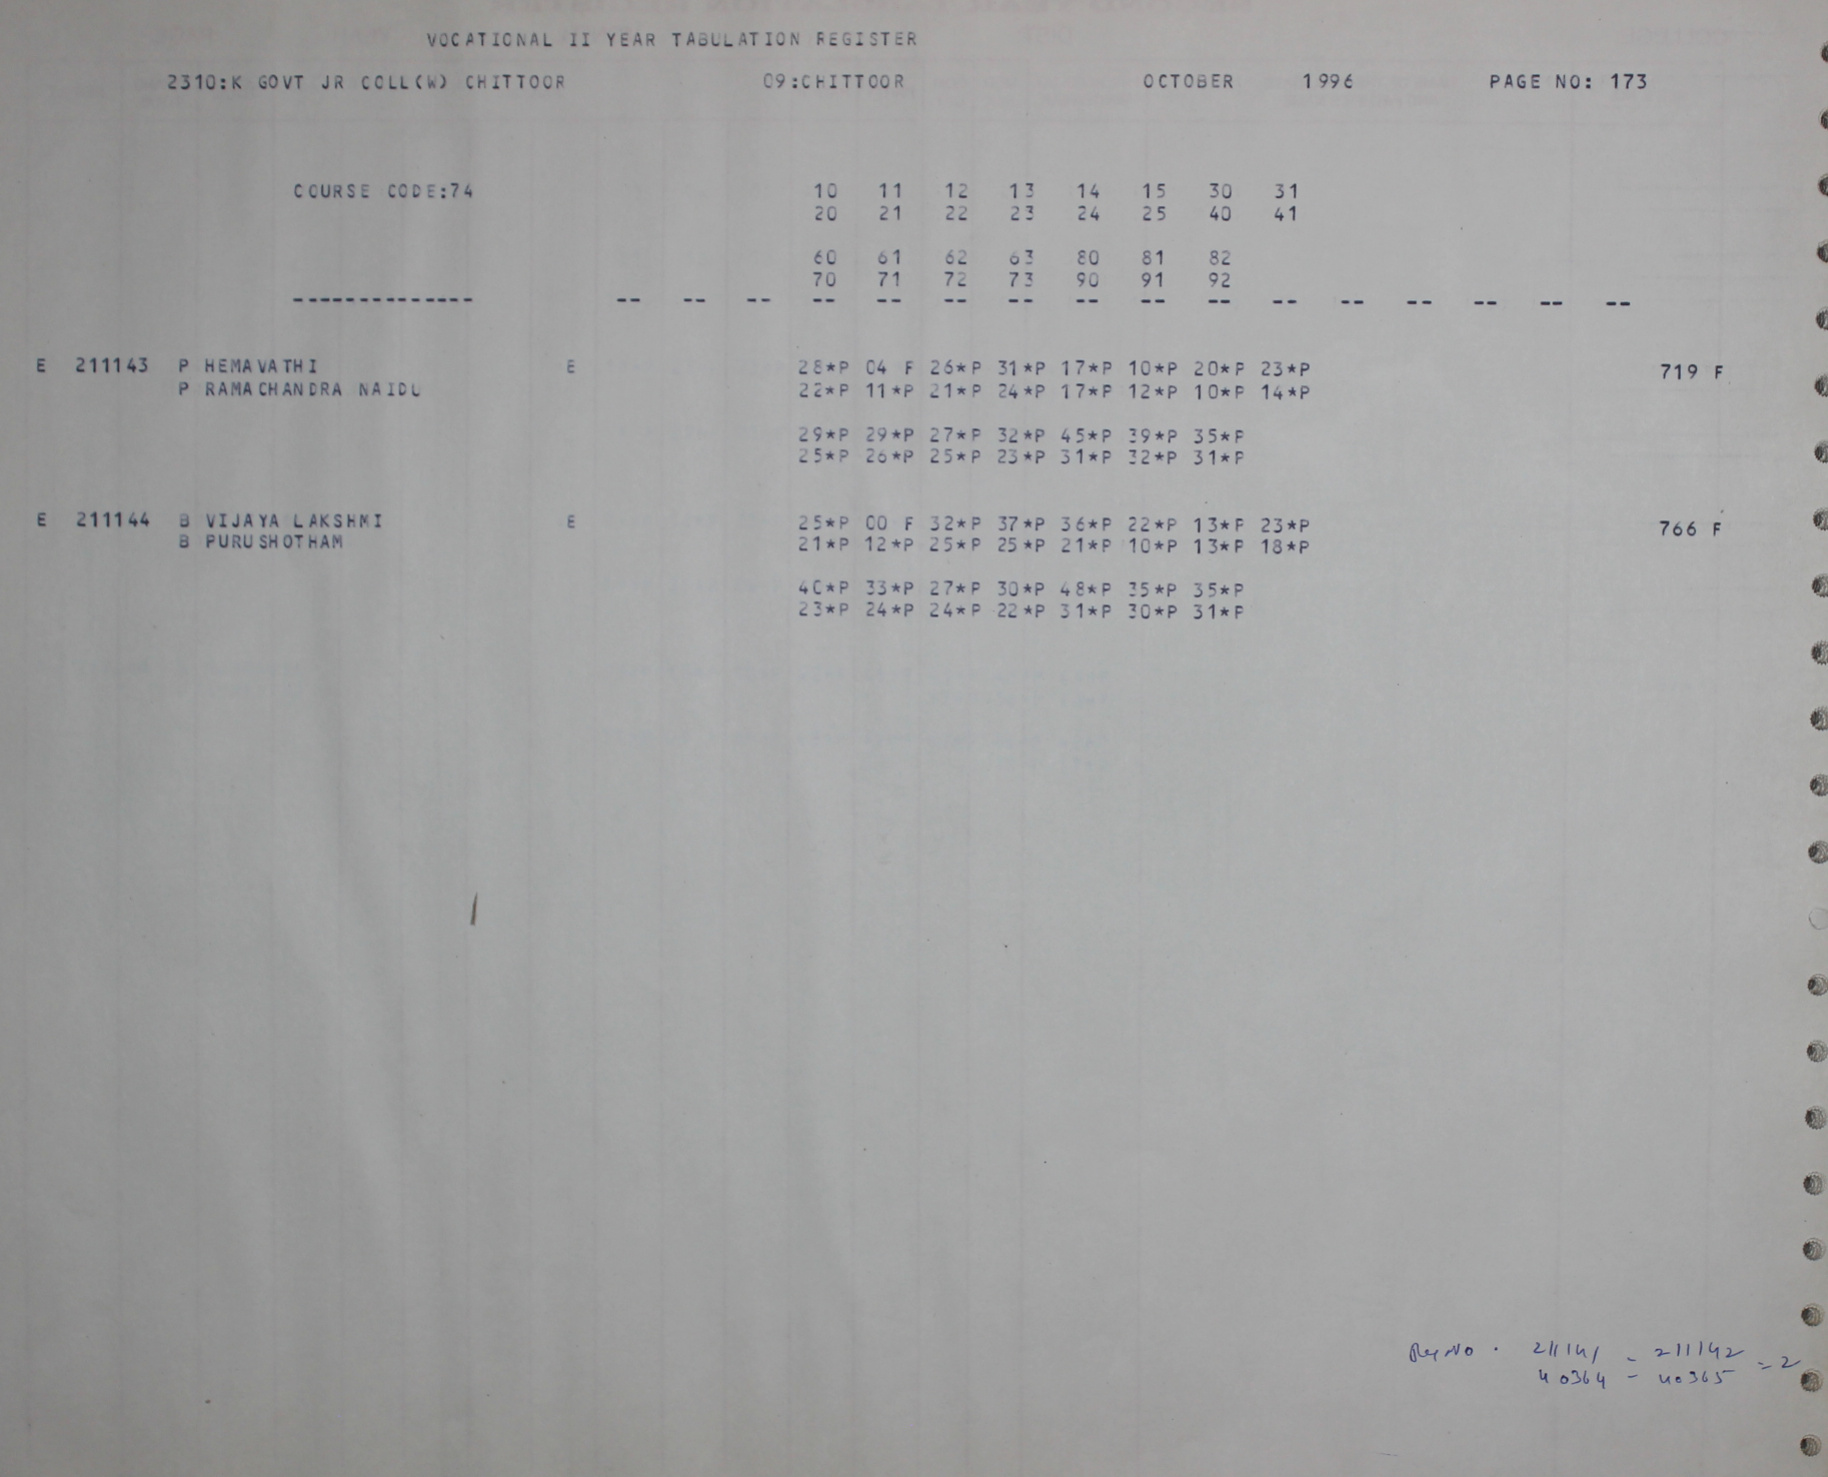 VOCATIONAL II YEAR TABULATION REGISTER
2310:K GOVT JR COLL(W) CHITTOOR 09:CHITTOOR OCTOBER 1996 PAGE NO: 173
COURSE CODE:74 10 11 12 13 14 15 30 31
20 21 22 23 24 25 40 41
60 61 62 63 80 81 82
70 71 72 73 90 91 92
-------------- -- -- -- -- -- -- -- -- -- -- -- -- -- -- -- --
E 211143 P HEMAVATHI E 28*P 04 F 26*P 31*P 17*P 10*P 20*P 23*P 719 F
P RAMACHANDRA NAIDU 22*P 11*P 21*P 24*P 17*P 12*P 10*P 14*P
29*P 29*P 27*P 32*P 45*P 39*P 35*P
25*P 26*P 25*P 23*P 31*P 32*P 31*P
E 211144 B VIJAYA LAKSHMI E 25*P 00 F 32*P 37*P 36*P 22*P 13*P 23*P 766 F
B PURUSHOTHAM 21*P 12*P 25*P 25*P 21*P 10*P 13*P 18*P
40*P 33*P 27*P 30*P 48*P 35*P 35*P
23*P 24*P 24*P 22*P 31*P 30*P 31*P
211141 - 211142 = 2
40364 - 40365